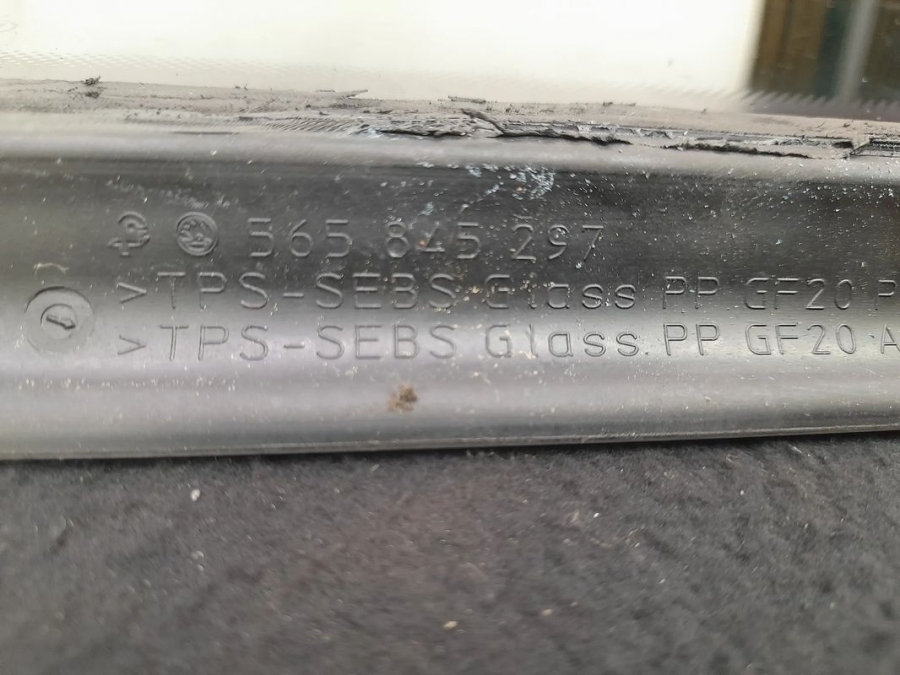 565 845 297
>TPS-SEBS Glass PP GF20 P
>TPS-SEBS Glass PP GF20 A